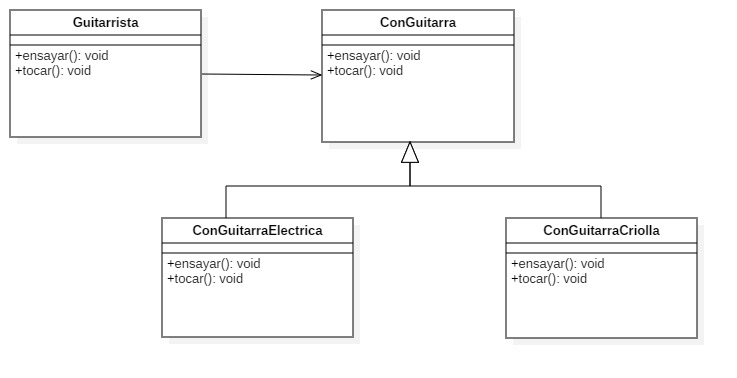 Guitarrista
+ensayar(): void
+tocar(): void
ConGuitarra
+ensayar(): void
+tocar(): void
ConGuitarraElectrica
+ensayar(): void
+tocar(): void
ConGuitarraCriolla
+ensayar(): void
+tocar(): void